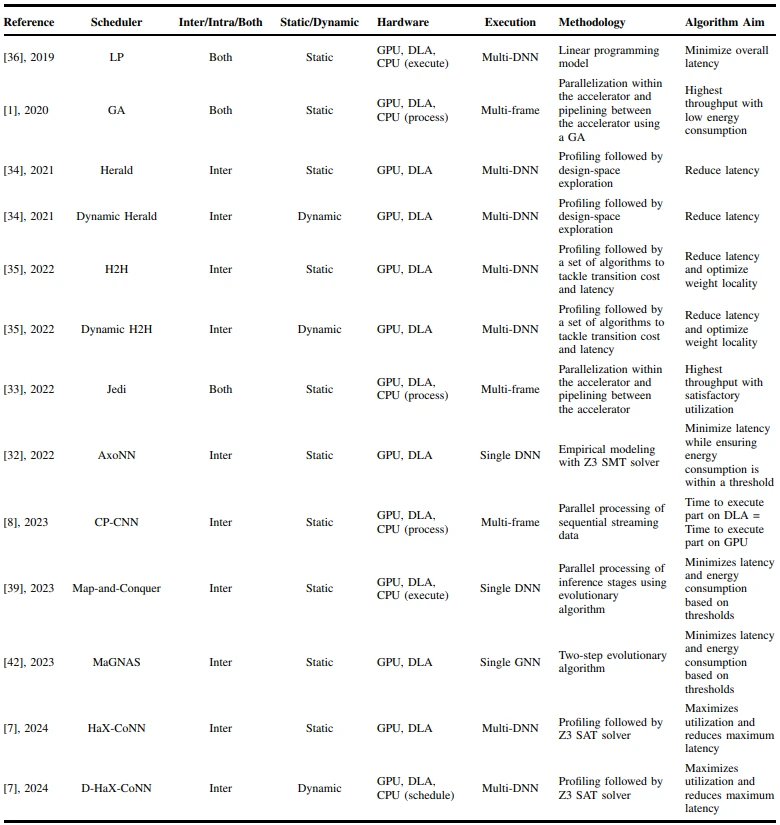 Reference Scheduler Inter/Intra/Both Static/Dynamic Hardware Execution Methodology Algorithm Aim
[36], 2019 LP Both Static GPU, DLA, CPU (execute) Multi-DNN Linear programming model Minimize overall latency
[1], 2020 GA Both Static GPU, DLA, CPU (process) Multi-frame Parallelization within the accelerator and pipelining between the accelerator using a GA Highest throughput with low energy consumption
[34], 2021 Herald Inter Static GPU, DLA Multi-DNN Profiling followed by design-space exploration Reduce latency
[34], 2021 Dynamic Herald Inter Dynamic GPU, DLA Multi-DNN Profiling followed by design-space exploration Reduce latency
[35], 2022 H2H Inter Static GPU, DLA Multi-DNN Profiling followed by a set of algorithms to tackle transition cost and latency Reduce latency and optimize weight locality
[35], 2022 Dynamic H2H Inter Dynamic GPU, DLA Multi-DNN Profiling followed by a set of algorithms to tackle transition cost and latency Reduce latency and optimize weight locality
[33], 2022 Jedi Both Static GPU, DLA, CPU (process) Multi-frame Parallelization within the accelerator and pipelining between the accelerator Highest throughput with satisfactory utilization
[32], 2022 AxoNN Inter Static GPU, DLA Single DNN Empirical modeling with Z3 SMT solver Minimize latency while ensuring energy consumption is within a threshold
[8], 2023 CP-CNN Inter Static GPU, DLA, CPU (process) Multi-frame Parallel processing of sequential streaming data Time to execute part on DLA = Time to execute part on GPU
[39], 2023 Map-and-Conquer Inter Static GPU, DLA, CPU (execute) Single DNN Parallel processing of inference stages using evolutionary algorithm Minimizes latency and energy consumption based on thresholds
[42], 2023 MaGNAS Inter Static GPU, DLA Single GNN Two-step evolutionary algorithm Minimizes latency and energy consumption based on thresholds
[7], 2024 HaX-CoNN Inter Static GPU, DLA Multi-DNN Profiling followed by Z3 SAT solver Maximizes utilization and reduces maximum latency
[7], 2024 D-HaX-CoNN Inter Dynamic GPU, DLA, CPU (schedule) Multi-DNN Profiling followed by Z3 SAT solver Maximizes utilization and reduces maximum latency